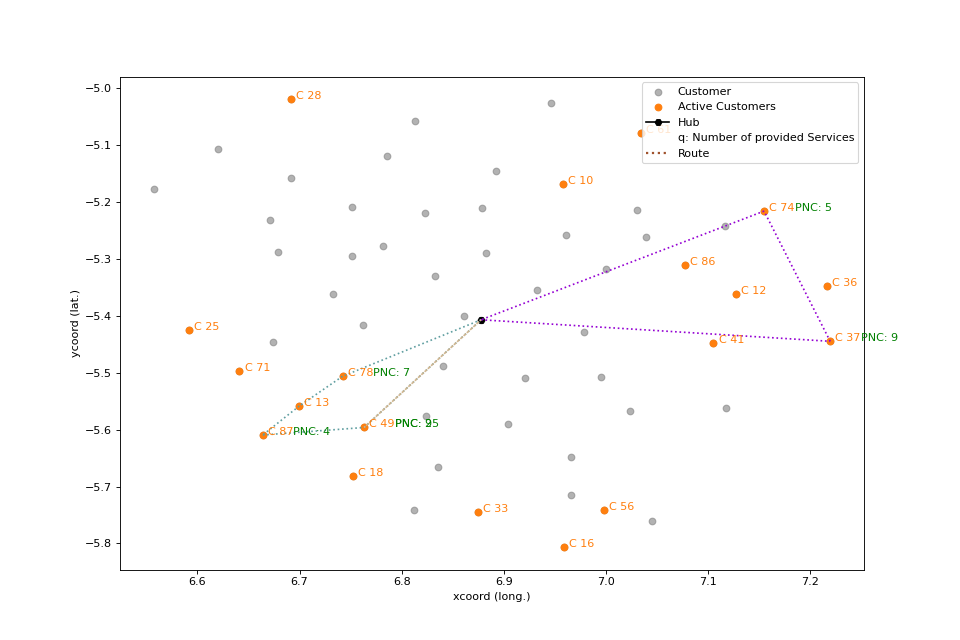 C 28
C 10
C 74 PNC: 5
C 86
C 12
C 36
C 37 PNC: 9
C 41
C 25
C 71
C 78 PNC: 7
C 13
C 49
C 87 PNC: 4
C 18
C 33
C 56
C 16
Customer
Active Customers
Hub
q: Number of provided Services
Route
−5.0
−5.1
−5.2
−5.3
−5.4
−5.5
−5.6
−5.7
−5.8
ycoord (lat.)
6.6 6.7 6.8 6.9 7.0 7.1 7.2
xcoord (long.)